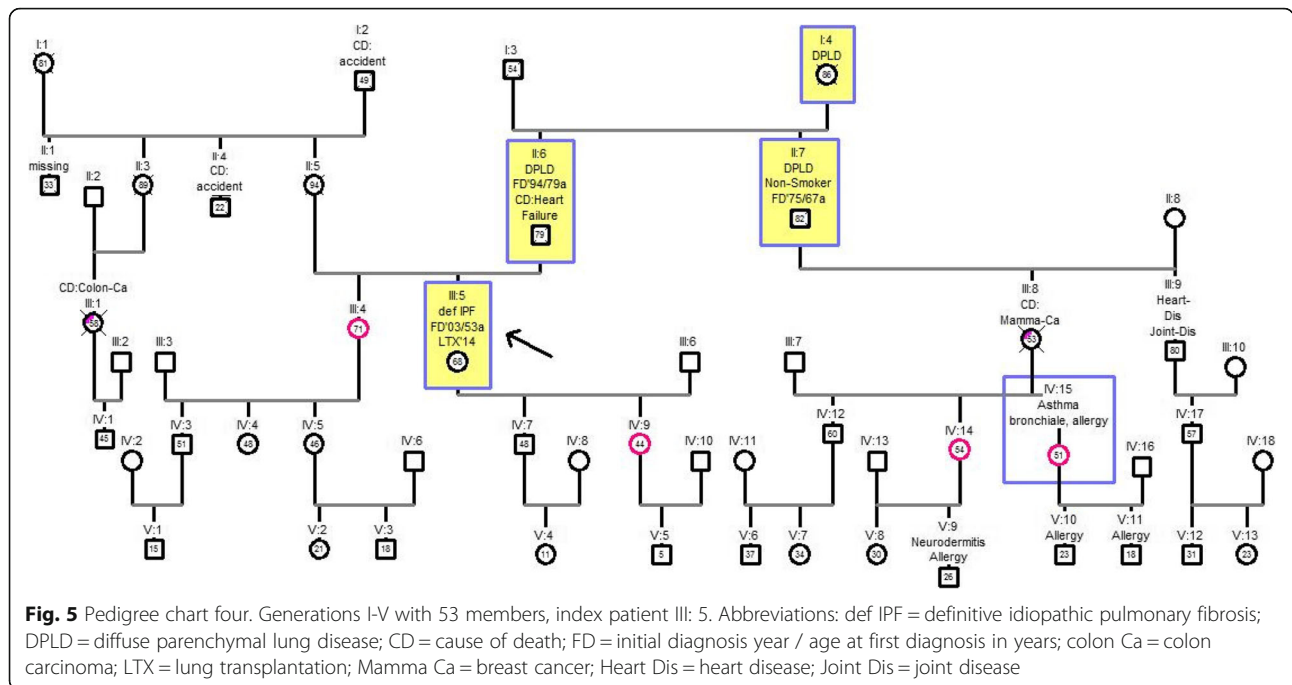 I:1
81
I:2
CD:
accident
49
I:3
54
I:4
DPLD
86
II:1
missing
33
II:2
II:3
89
II:4
CD:
accident
22
II:5
94
II:6
DPLD
FD'94/79a
CD:Heart
Failure
79
II:7
DPLD
Non-Smoker
FD'75/67a
82
II:8
CD:Colon-Ca
III:1
58
III:2
III:3
III:4
71
III:5
def IPF
FD'03/53a
LTX'14
68
III:6
III:7
III:8
CD:
Mamma-Ca
53
III:9
Heart-
Dis
Joint-Dis
80
III:10
IV:1
45
IV:2
IV:3
51
IV:4
48
IV:5
46
IV:6
IV:7
48
IV:8
IV:9
44
IV:10
IV:11
IV:12
60
IV:13
IV:14
54
IV:15
Asthma
bronchiale, allergy
51
IV:16
IV:17
57
IV:18
V:1
15
V:2
21
V:3
18
V:4
11
V:5
5
V:6
37
V:7
34
V:8
30
V:9
Neurodermitis
Allergy
26
V:10
Allergy
23
V:11
Allergy
18
V:12
31
V:13
23
Fig. 5 Pedigree chart four. Generations I-V with 53 members, index patient III: 5. Abbreviations: def IPF = definitive idiopathic pulmonary fibrosis;
DPLD = diffuse parenchymal lung disease; CD = cause of death; FD = initial diagnosis year / age at first diagnosis in years; colon Ca = colon
carcinoma; LTX = lung transplantation; Mamma Ca = breast cancer; Heart Dis = heart disease; Joint Dis = joint disease